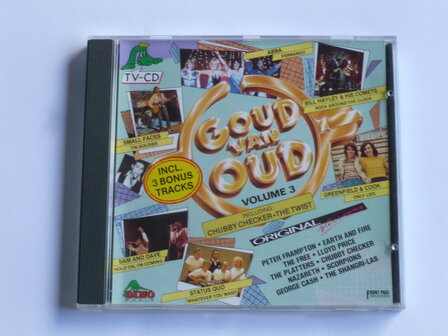 TV-CD
ABBA
FERNANDO
BILL HAYLEY & HIS COMETS
ROCK AROUND THE CLOCK
SMALL FACES
TIN SOLDIER
GOUD
VAN
OUD
VOLUME 3
INCL.
3 BONUS
TRACKS
INCLUDING:
CHUBBY CHECKER • THE TWIST
GREENFIELD & COOK
ONLY LIES
ORIGINAL
PETER FRAMPTON • EARTH AND FIRE
THE FREE • LLOYD PRICE
THE PLATTERS • CHUBBY CHECKER
NAZARETH • SCORPIONS
GEORGE CASH • THE SHANGRI-LAS
SAM AND DAVE
HOLD ON, I'M COMING
STATUS QUO
WHATEVER YOU WANT
ARCADE